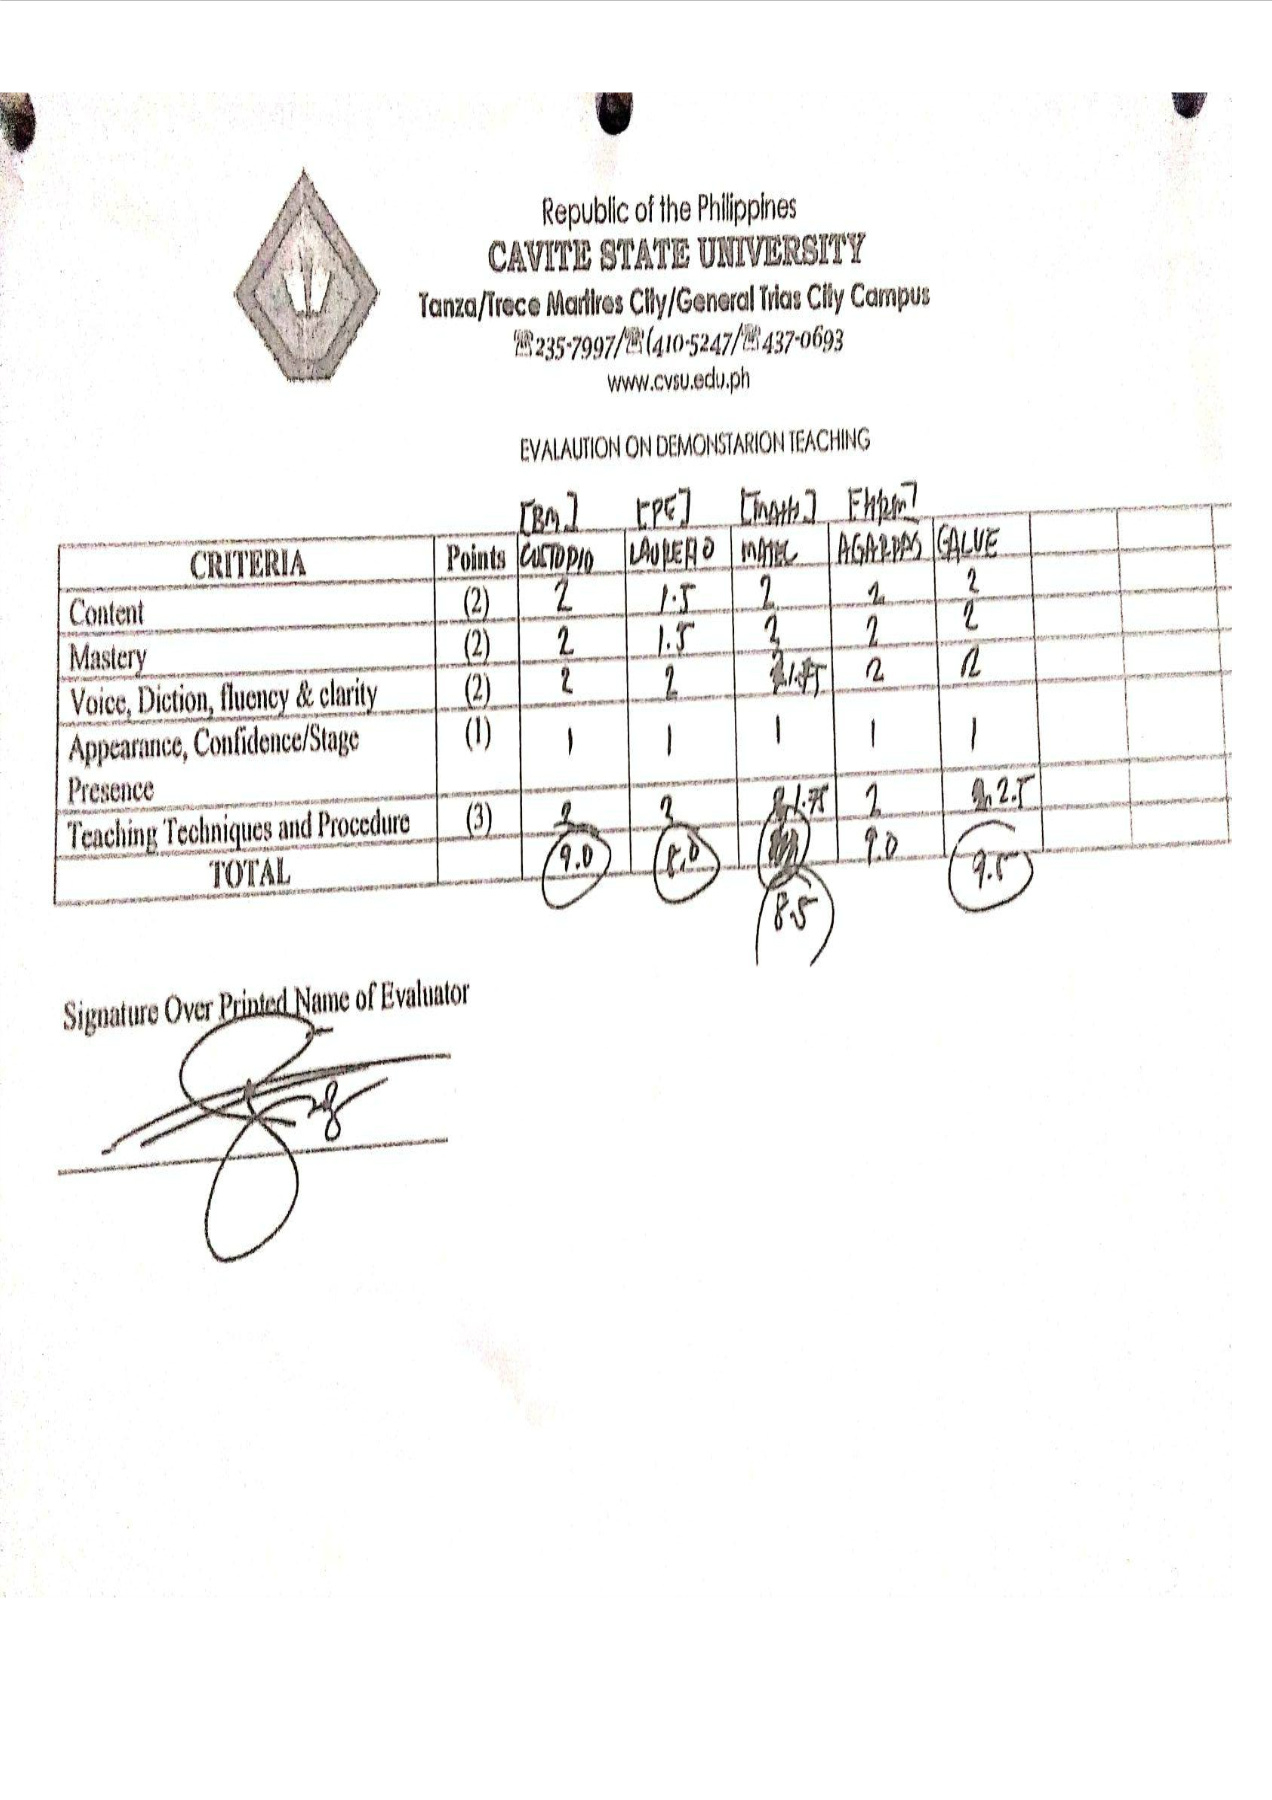 Republic of the Philippines
CAVITE STATE UNIVERSITY
Tanza/Trece Martires City/General Trias City Campus
☏235-7997/☏(410-5247/☏437-0693
www.cvsu.edu.ph
EVALAUTION ON DEMONSTARION TEACHING
[BM] [PE] [MATH]
CRITERIA Points CUSTODIO LAUREÑO AGARPAS GALVE
Content (2) 2 1.5 2 2 2
Mastery (2) 2 1.5 2 2 2
Voice, Diction, fluency & clarity (2) 2 2 1.75 2 2
Appearance, Confidence/Stage
Presence (1) 1 1 1 1 1
Teaching Techniques and Procedure (3) 2 2 1.75 2 2.5
TOTAL 9.0 8.0 9.0 9.5
8.5
Signature Over Printed Name of Evaluator